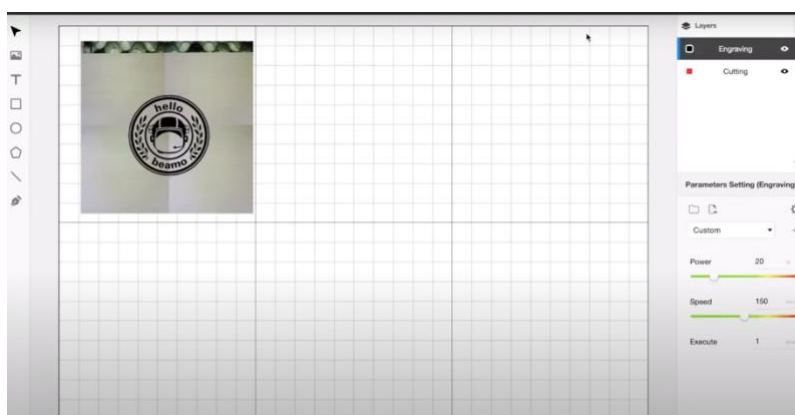 Layers
Engraving
Cutting
hello
beamo
Parameters Setting (Engraving)
Custom
Power 20
Speed 150
Execute 1